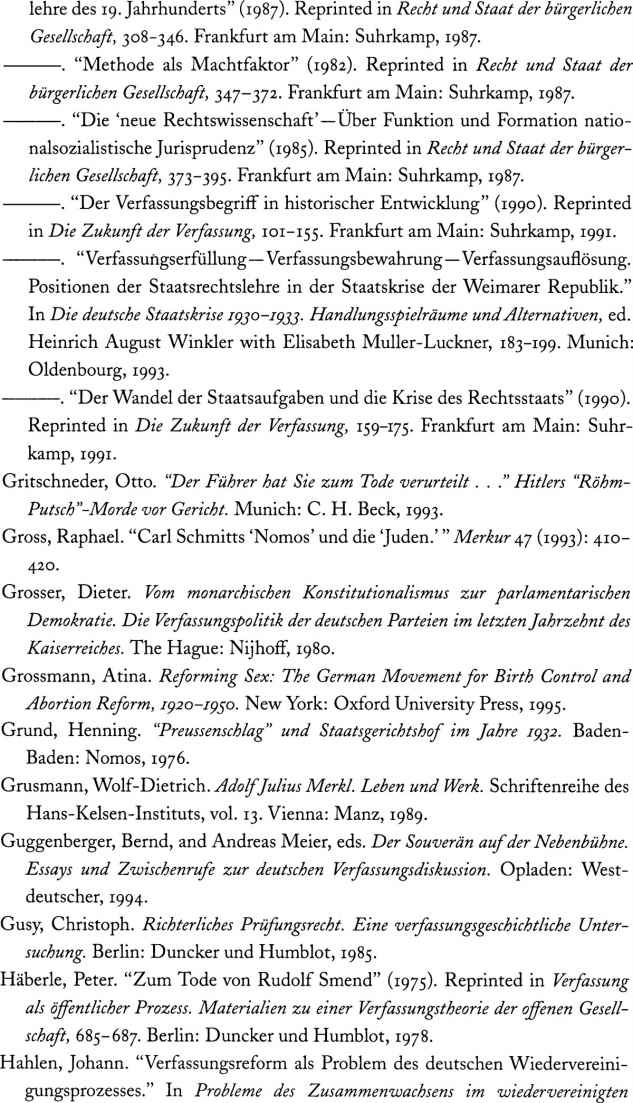 lehre des 19. Jahrhunderts” (1987). Reprinted in Recht und Staat der bürgerlichen
Gesellschaft, 308–346. Frankfurt am Main: Suhrkamp, 1987.
———. “Methode als Machtfaktor” (1982). Reprinted in Recht und Staat der
bürgerlichen Gesellschaft, 347–372. Frankfurt am Main: Suhrkamp, 1987.
———. “Die ‘neue Rechtswissenschaft’—Über Funktion und Formation natio-
nalsozialistische Jurisprudenz” (1985). Reprinted in Recht und Staat der bürger-
lichen Gesellschaft, 373–395. Frankfurt am Main: Suhrkamp, 1987.
———. “Der Verfassungsbegriff in historischer Entwicklung” (1990). Reprinted
in Die Zukunft der Verfassung, 101–155. Frankfurt am Main: Suhrkamp, 1991.
———. “Verfassungserfüllung—Verfassungsbewahrung—Verfassungsauflösung.
Positionen der Staatsrechtslehre in der Staatskrise der Weimarer Republik.”
In Die deutsche Staatskrise 1930–1933. Handlungsspielräume und Alternativen, ed.
Heinrich August Winkler with Elisabeth Muller-Luckner, 183–199. Munich:
Oldenbourg, 1993.
———. “Der Wandel der Staatsaufgaben und die Krise des Rechtsstaats” (1990).
Reprinted in Die Zukunft der Verfassung, 159–175. Frankfurt am Main: Suhr-
kamp, 1991.
Gritschneder, Otto. “Der Führer hat Sie zum Tode verurteilt . . .” Hitlers “Röhm-
Putsch”-Morde vor Gericht. Munich: C. H. Beck, 1993.
Gross, Raphael. “Carl Schmitts ‘Nomos’ und die ‘Juden.’ ” Merkur 47 (1993): 410–
420.
Grosser, Dieter. Vom monarchischen Konstitutionalismus zur parlamentarischen
Demokratie. Die Verfassungspolitik der deutschen Parteien im letzten Jahrzehnt des
Kaiserreiches. The Hague: Nijhoff, 1980.
Grossmann, Atina. Reforming Sex: The German Movement for Birth Control and
Abortion Reform, 1920–1950. New York: Oxford University Press, 1995.
Grund, Henning. “Preussenschlag” und Staatsgerichtshof im Jahre 1932. Baden-
Baden: Nomos, 1976.
Grusmann, Wolf-Dietrich. Adolf Julius Merkl. Leben und Werk. Schriftenreihe des
Hans-Kelsen-Instituts, vol. 13. Vienna: Manz, 1989.
Guggenberger, Bernd, and Andreas Meier, eds. Der Souverän auf der Nebenbühne.
Essays und Zwischenrufe zur deutschen Verfassungsdiskussion. Opladen: West-
deutscher, 1994.
Gusy, Christoph. Richterliches Prüfungsrecht. Eine verfassungsgeschichtliche Unter-
suchung. Berlin: Duncker und Humblot, 1985.
Häberle, Peter. “Zum Tode von Rudolf Smend” (1975). Reprinted in Verfassung
als öffentlicher Prozess. Materialien zu einer Verfassungstheorie der offenen Gesell-
schaft, 685–687. Berlin: Duncker und Humblot, 1978.
Hahlen, Johann. “Verfassungsreform als Problem des deutschen Wiedervereini-
gungsprozesses.” In Probleme des Zusammenwachsens im wiedervereinigten